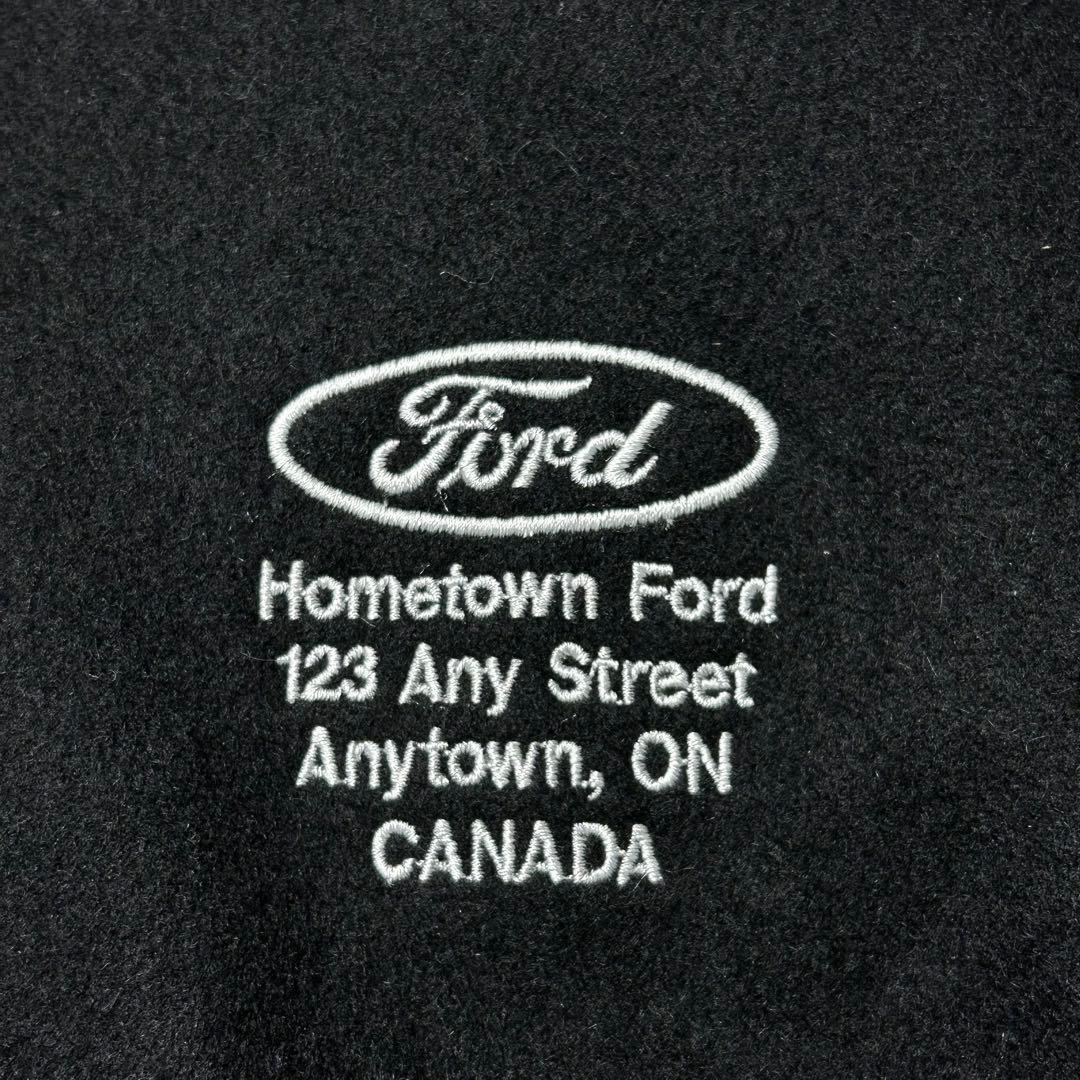 Ford
Hometown Ford
123 Any Street
Anytown, ON
CANADA